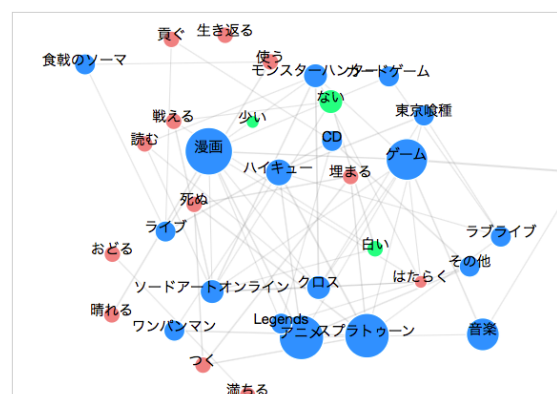 貢ぐ
生き返る
食戟のソーマ
使う
モンスターハンター
カードゲーム
ない
東京喰種
戦える
少い
読む
漫画
CD
ゲーム
ハイキュー
埋まる
死ぬ
ライブ
ラブライブ
おどる
白い
その他
はたらく
ソードアートオンライン
クロス
晴れる
ワンパンマン
Legends
アニメ
スプラトゥーン
音楽
つく
満ちる